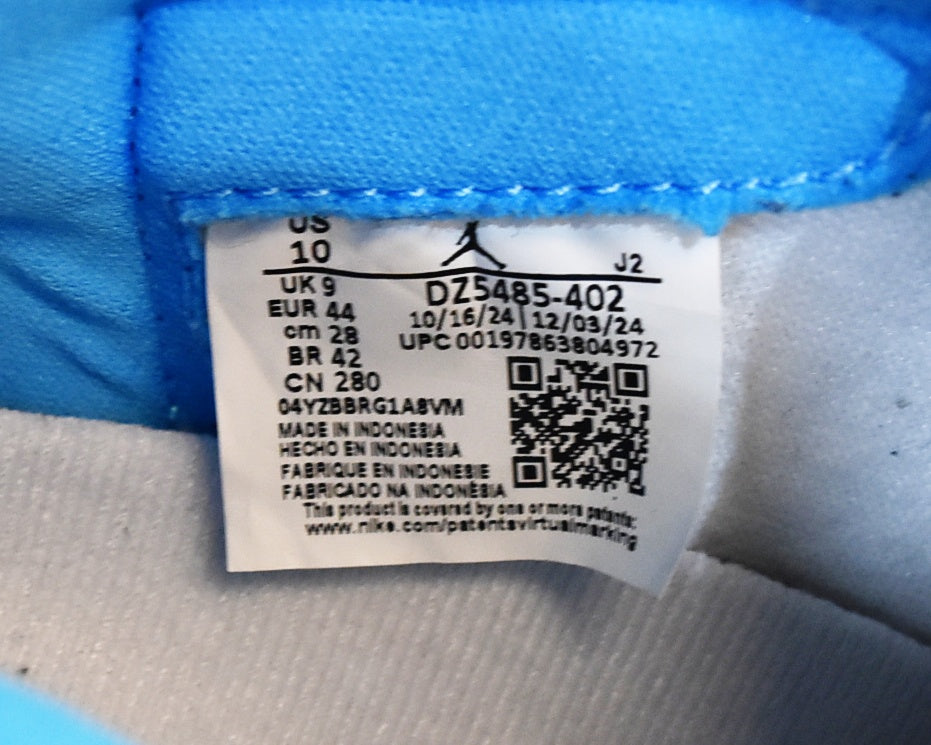 US
10
J2
UK 9
EUR 44
cm 28
BR 42
CN 280
DZ5485-402
10/16/24 | 12/03/24
UPC 00197863804972
04YZBBRG1A8VM
MADE IN INDONESIA
HECHO EN INDONESIA
FABRIQUE EN INDONESIE
FABRICADO NA INDONÉSIA
This product is covered by one or more patents:
www.nike.com/patentsvirtualmarking